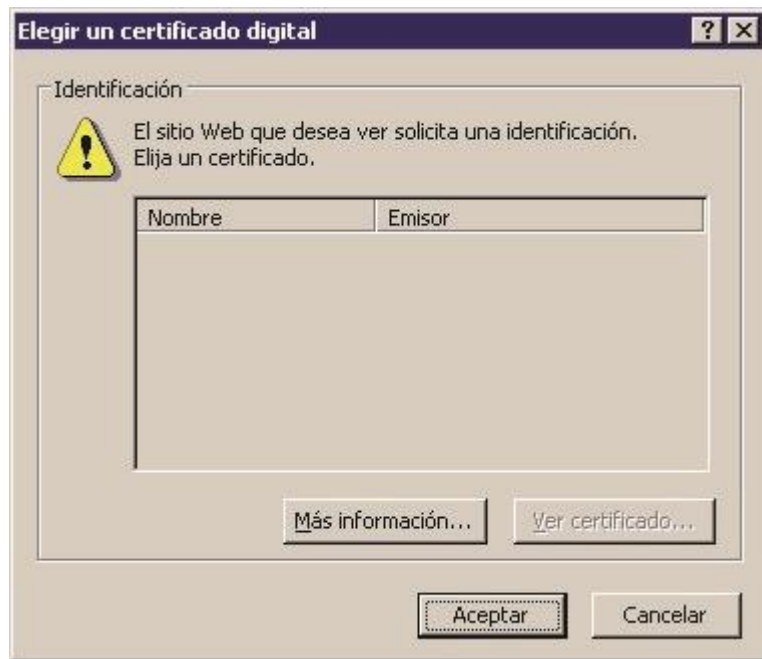 Elegir un certificado digital
Identificación
El sitio Web que desea ver solicita una identificación.
Elija un certificado.
Nombre Emisor
Más información... Ver certificado...
Aceptar Cancelar